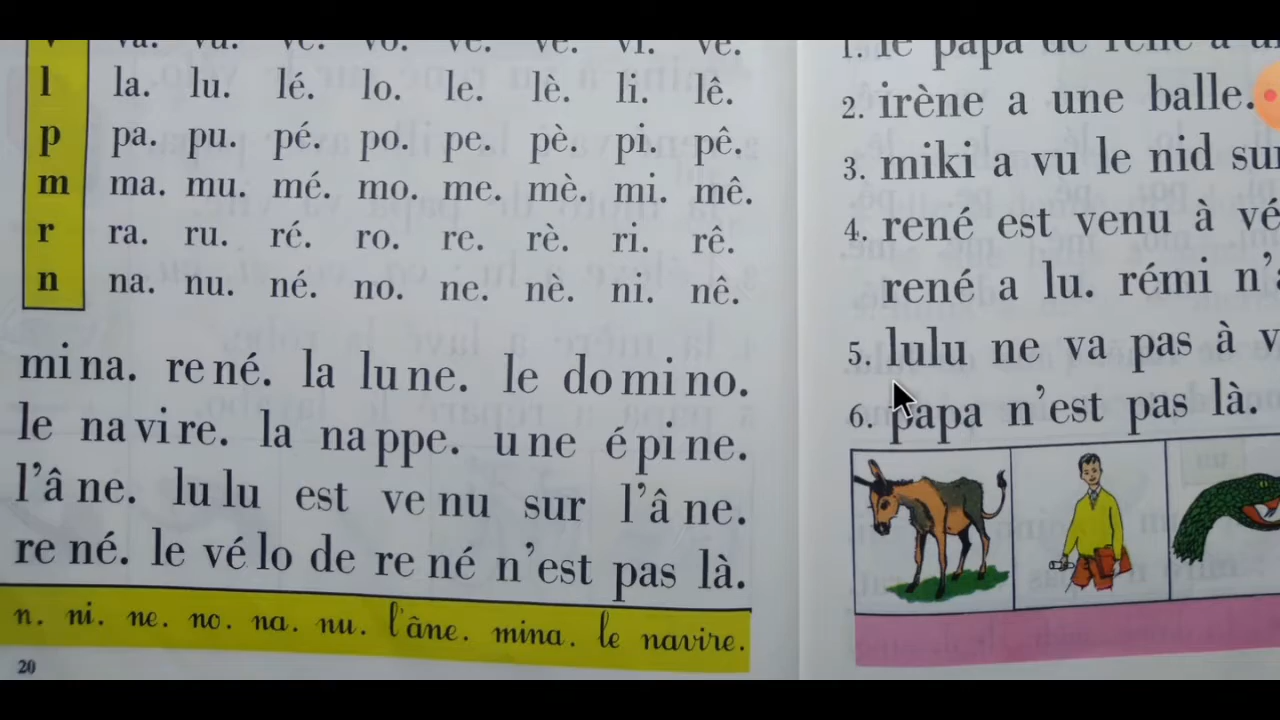 l la. lu. lé. lo. le. lè. li. lê.
p pa. pu. pé. po. pe. pè. pi. pê.
m ma. mu. mé. mo. me. mè. mi. mê.
r ra. ru. ré. ro. re. rè. ri. rê.
n na. nu. né. no. ne. nè. ni. nê.
mi na. re né. la lu ne. le do mi no.
le na vi re. la na ppe. u ne é pi ne.
l'â ne. lu lu est ve nu sur l'â ne.
re né. le vé lo de re né n'est pas là.
n. ni. ne. no. na. nu. l'âne. mina. le navire.
20
1. le papa de rené a
2. irène a une balle.
3. miki a vu le nid sur
4. rené est venu à vé
rené a lu. rémi n'a
5. lulu ne va pas à v
6. papa n'est pas là.